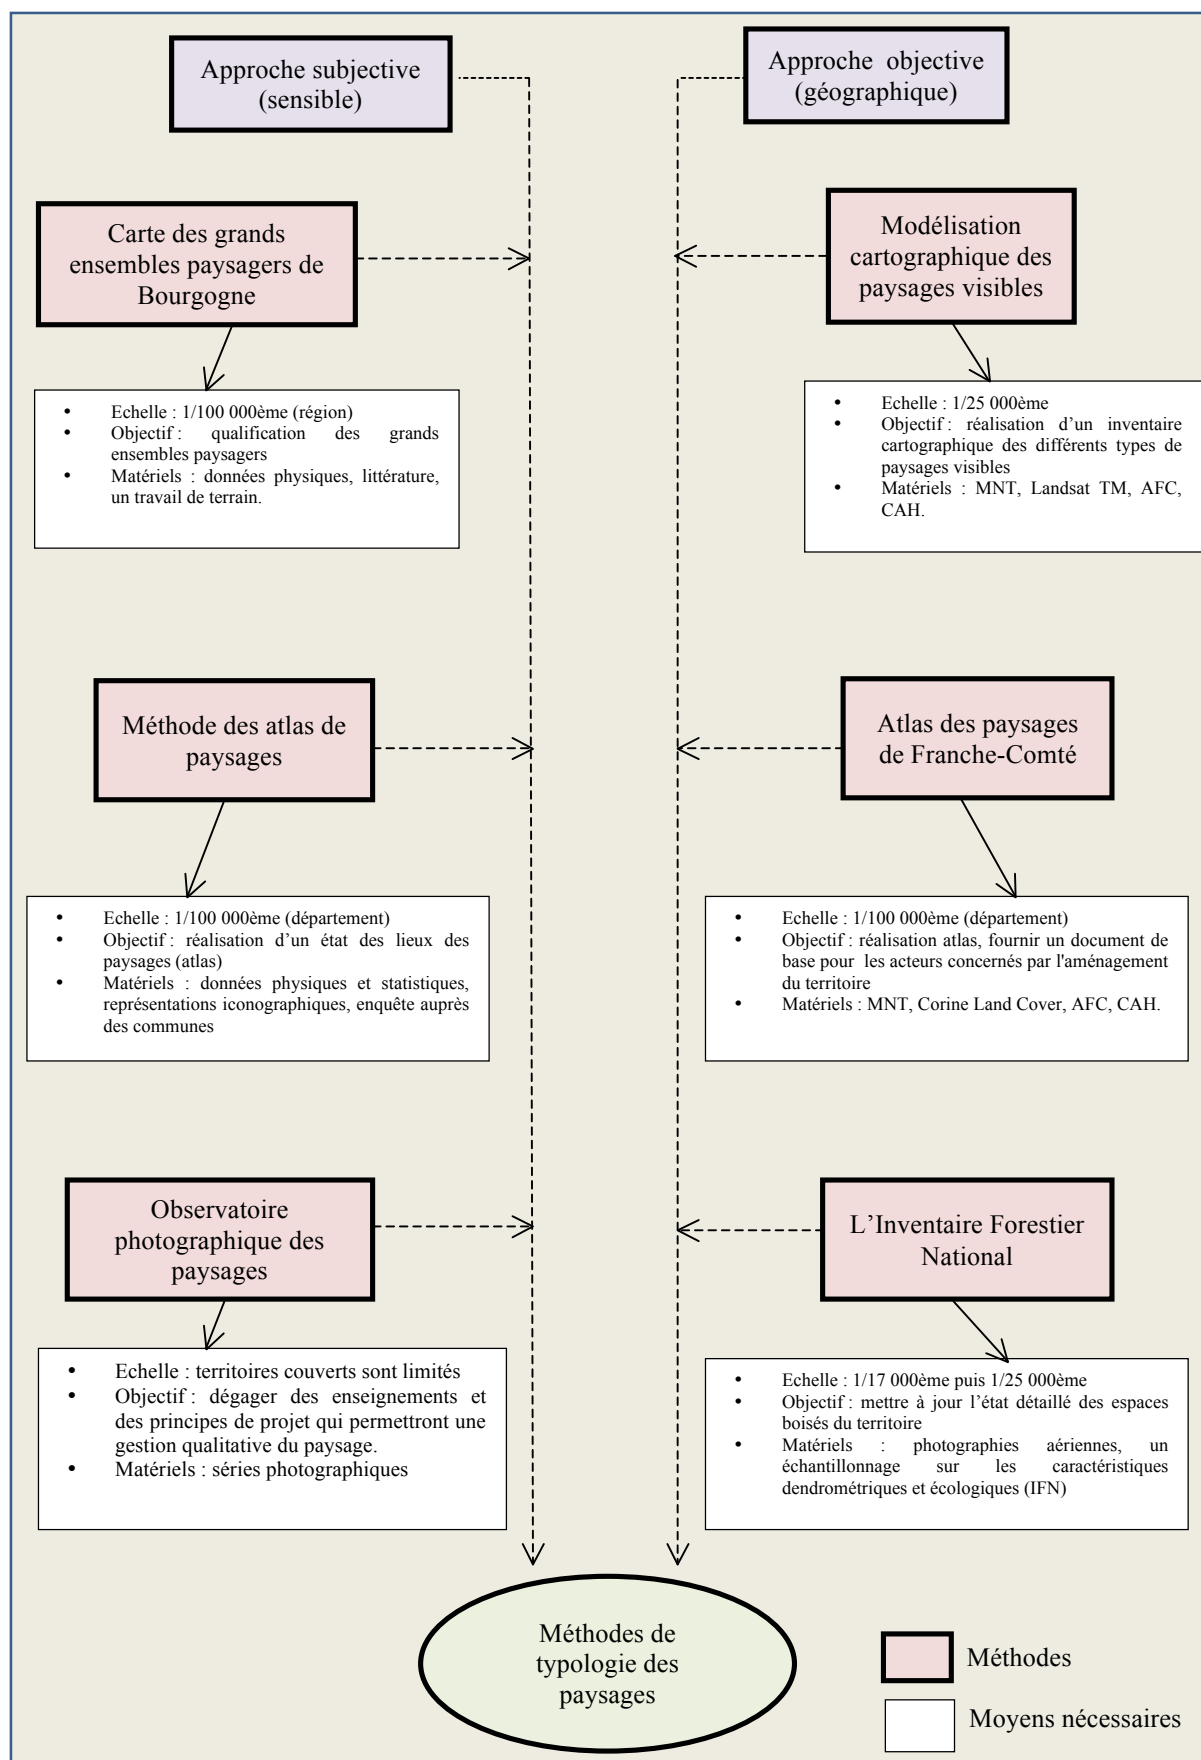 Approche subjective
(sensible)
Approche objective
(géographique)
Carte des grands
ensembles paysagers de
Bourgogne
Modélisation
cartographique des
paysages visibles
• Echelle : 1/100 000ème (région)
• Objectif : qualification des grands
ensembles paysagers
• Matériels : données physiques, littérature,
un travail de terrain.
• Echelle : 1/25 000ème
• Objectif : réalisation d’un inventaire
cartographique des différents types de
paysages visibles
• Matériels : MNT, Landsat TM, AFC,
CAH.
Méthode des atlas de
paysages
Atlas des paysages
de Franche-Comté
• Echelle : 1/100 000ème (département)
• Objectif : réalisation d’un état des lieux des
paysages (atlas)
• Matériels : données physiques et statistiques,
représentations iconographiques, enquête auprès
des communes
• Echelle : 1/100 000ème (département)
• Objectif : réalisation atlas, fournir un document de
base pour les acteurs concernés par l'aménagement
du territoire
• Matériels : MNT, Corine Land Cover, AFC, CAH.
Observatoire
photographique des
paysages
L’Inventaire Forestier
National
• Echelle : territoires couverts sont limités
• Objectif : dégager des enseignements et
des principes de projet qui permettront une
gestion qualitative du paysage.
• Matériels : séries photographiques
• Echelle : 1/17 000ème puis 1/25 000ème
• Objectif : mettre à jour l’état détaillé des espaces
boisés du territoire
• Matériels : photographies aériennes, un
échantillonnage sur les caractéristiques
dendrométriques et écologiques (IFN)
Méthodes de
typologie des
paysages
Méthodes
Moyens nécessaires